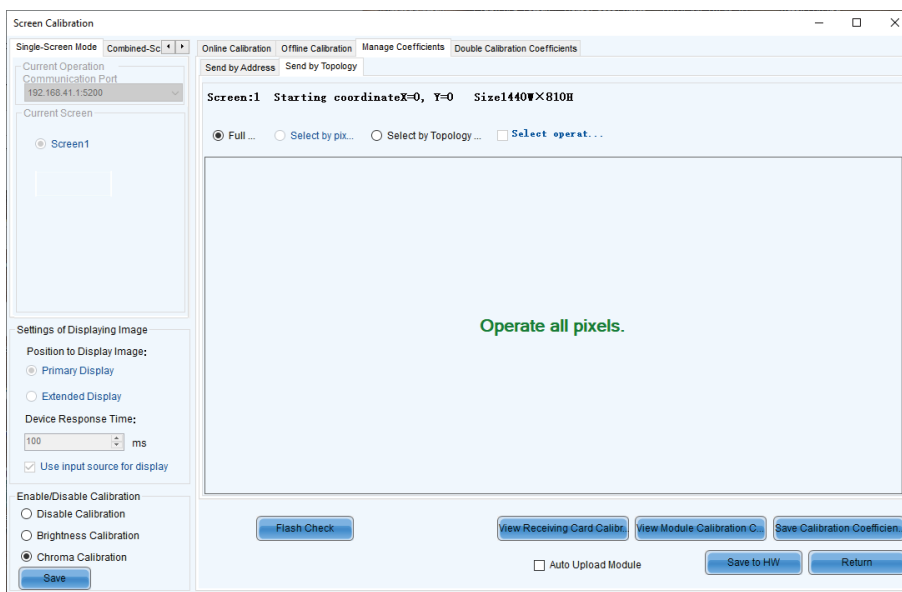 Screen Calibration
Single-Screen Mode Combined-Sc
Current Operation
Communication Port
192.168.41.1:5200
Current Screen
Screen1
Settings of Displaying Image
Position to Display Image:
Primary Display
Extended Display
Device Response Time:
100 ms
Use input source for display
Enable/Disable Calibration
Disable Calibration
Brightness Calibration
Chroma Calibration
Save
Online Calibration Offline Calibration Manage Coefficients Double Calibration Coefficients
Send by Address Send by Topology
Screen:1 Starting coordinateX=0, Y=0 Size1440W×810H
Full ... Select by pix... Select by Topology ... Select operat...
Operate all pixels.
Flash Check View Receiving Card Calibr... View Module Calibration C... Save Calibration Coefficien...
Auto Upload Module Save to HW Return